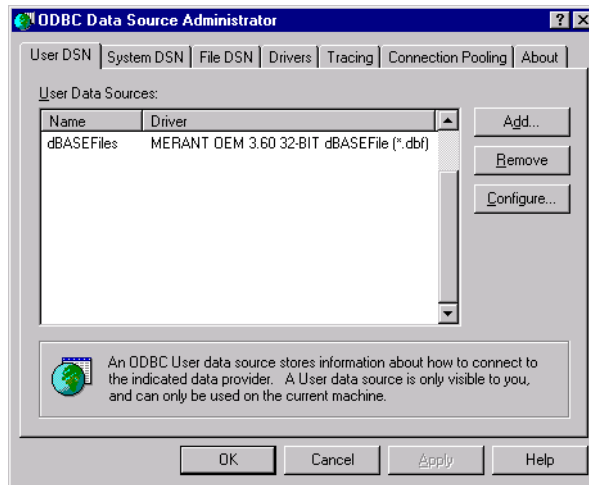 ODBC Data Source Administrator
User DSN System DSN File DSN Drivers Tracing Connection Pooling About
User Data Sources:
Name Driver
dBASEFiles MERANT OEM 3.60 32-BIT dBASEFile (*.dbf)
Add...
Remove
Configure...
An ODBC User data source stores information about how to connect to
the indicated data provider. A User data source is only visible to you,
and can only be used on the current machine.
OK Cancel Apply Help